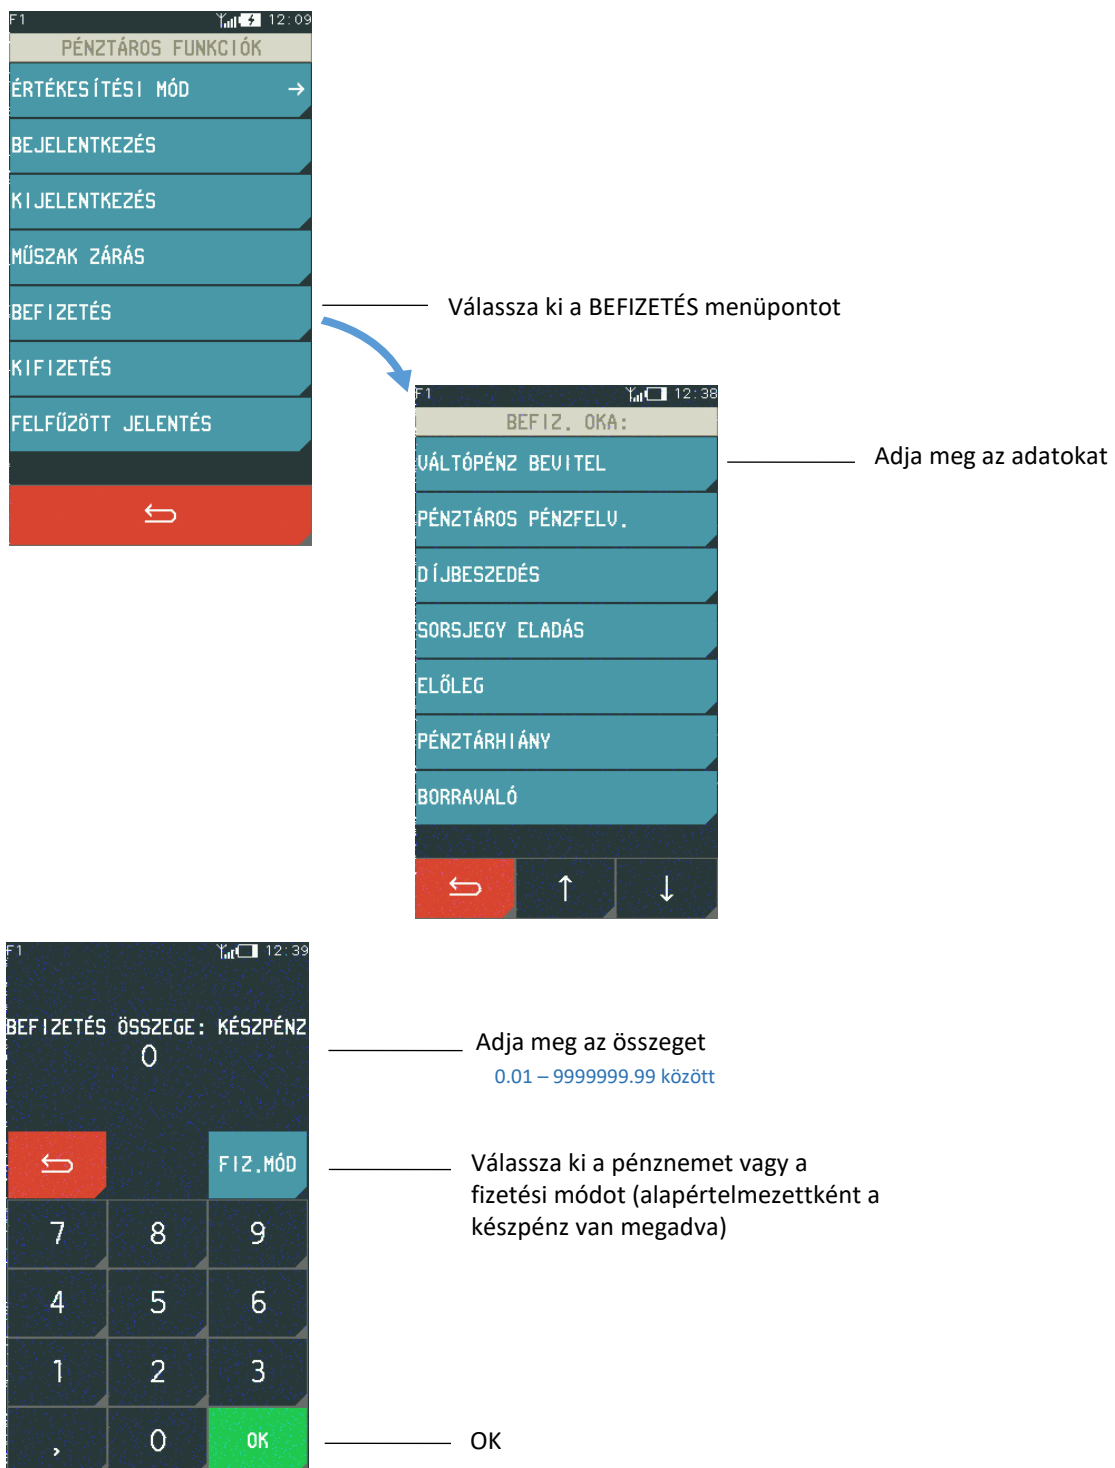 F1 12:09
PÉNZTÁROS FUNKCIÓK
ÉRTÉKESÍTÉSI MÓD →
BEJELENTKEZÉS
KIJELENTKEZÉS
MŰSZAK ZÁRÁS
BEFIZETÉS
KIFIZETÉS
FELFŰZÖTT JELENTÉS
Válassza ki a BEFIZETÉS menüpontot
F1 12:38
BEFIZ. OKA:
VÁLTÓPÉNZ BEVITEL
PÉNZTÁROS PÉNZFELV.
DÍJBESZEDÉS
SORSJEGY ELADÁS
ELŐLEG
PÉNZTÁRHIÁNY
BORRAVALÓ
↑ ↓
Adja meg az adatokat
F1 12:39
BEFIZETÉS ÖSSZEGE: KÉSZPÉNZ
0
FIZ.MÓD
7 8 9
4 5 6
1 2 3
, 0 OK
Adja meg az összeget
0.01 – 9999999.99 között
Válassza ki a pénznemet vagy a
fizetési módot (alapértelmezettként a
készpénz van megadva)
OK